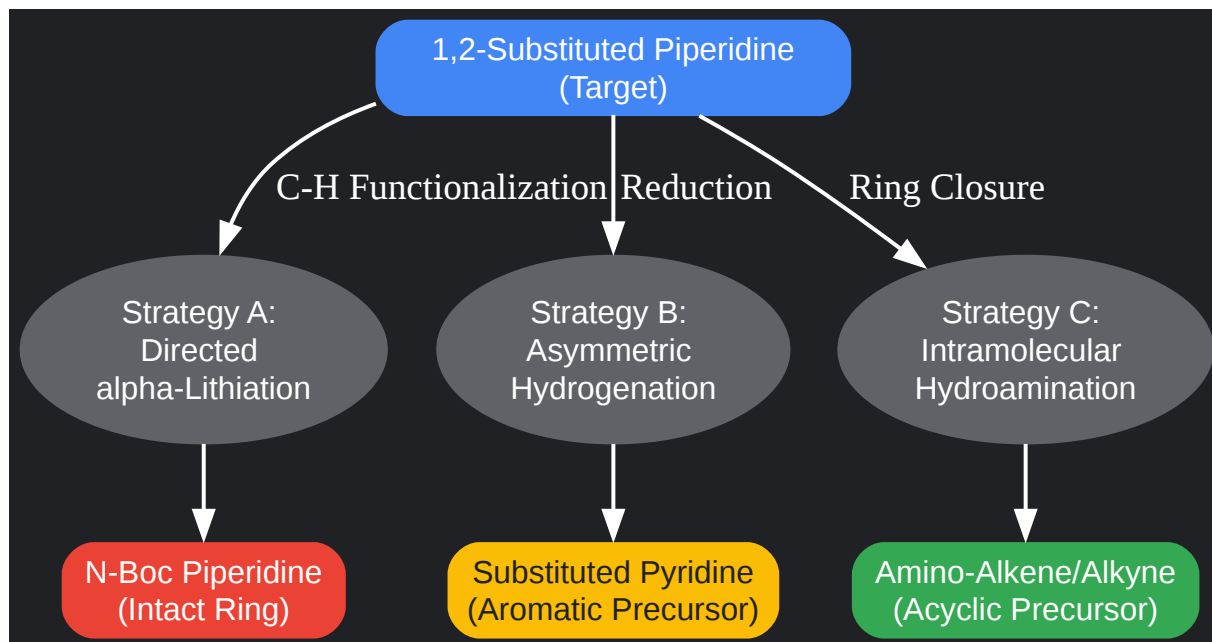 1,2-Substituted Piperidine
(Target)
C-H Functionalization
Reduction
Ring Closure
Strategy A:
Directed
alpha-Lithiation
Strategy B:
Asymmetric
Hydrogenation
Strategy C:
Intramolecular
Hydroamination
N-Boc Piperidine
(Intact Ring)
Substituted Pyridine
(Aromatic Precursor)
Amino-Alkene/Alkyne
(Acyclic Precursor)